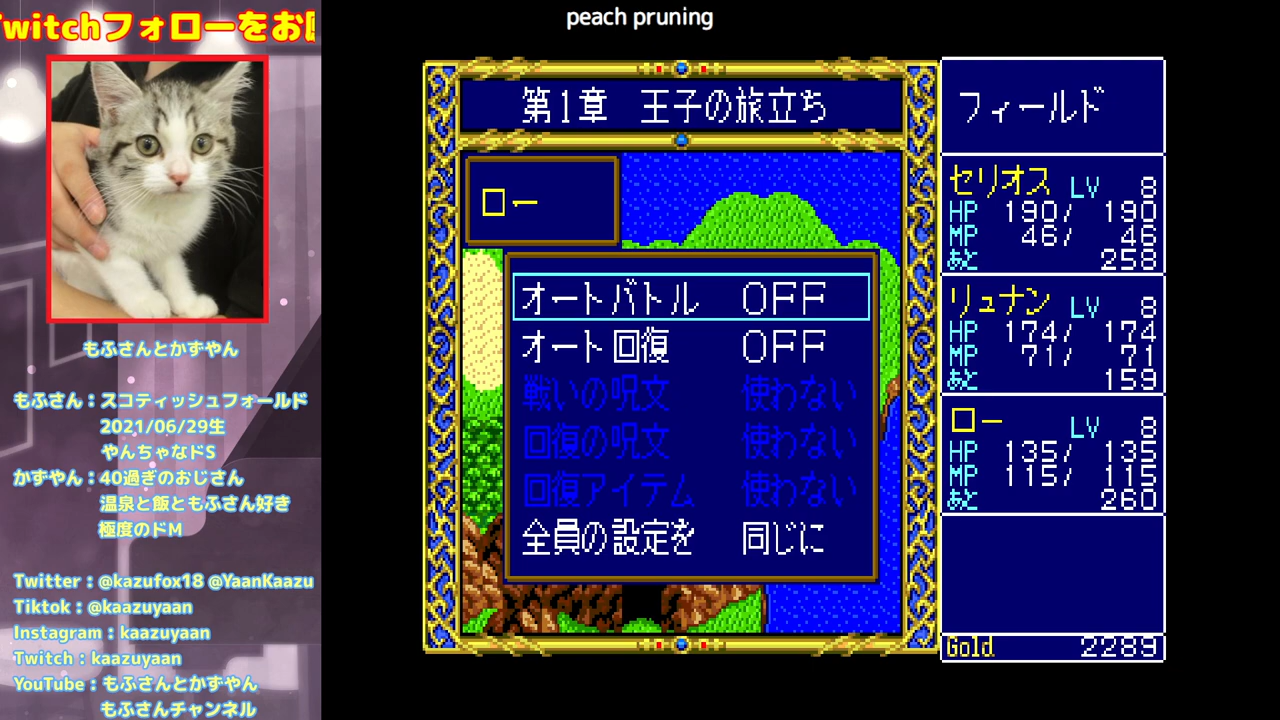 Twitchフォローをお
peach pruning
もふさんとかずやん
もふさん：スコティッシュフォールド
2021/06/29生
やんちゃなドS
かずやん：40過ぎのおじさん
温泉と飯ともふさん好き
極度のドM
Twitter：@kazufox18 @YaanKaazu
Tiktok：@kaazuyaan
Instagram：kaazuyaan
Twitch：kaazuyaan
YouTube：もふさんとかずやん
もふさんチャンネル
第1章 王子の旅立ち
ロー
オートバトル OFF
オート回復 OFF
戦いの呪文 使わない
回復の呪文 使わない
回復アイテム 使わない
全員の設定を 同じに
フィールド
セリオス LV 8
HP 190/ 190
MP 46/ 46
あと 258
リュナン LV 8
HP 174/ 174
MP 71/ 71
あと 159
ロー LV 8
HP 135/ 135
MP 115/ 115
あと 260
Gold 2289